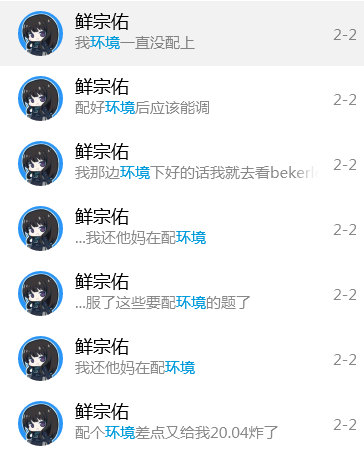 鲜宗佑
2-2
我环境一直没配上
鲜宗佑
2-2
配好环境后应该能调
鲜宗佑
2-2
我那边环境下好的话我就去看bekerl
鲜宗佑
2-2
...我还他妈在配环境
鲜宗佑
2-2
...服了这些要配环境的题了
鲜宗佑
2-2
我还他妈在配环境
鲜宗佑
2-2
配个环境差点又给我20.04炸了